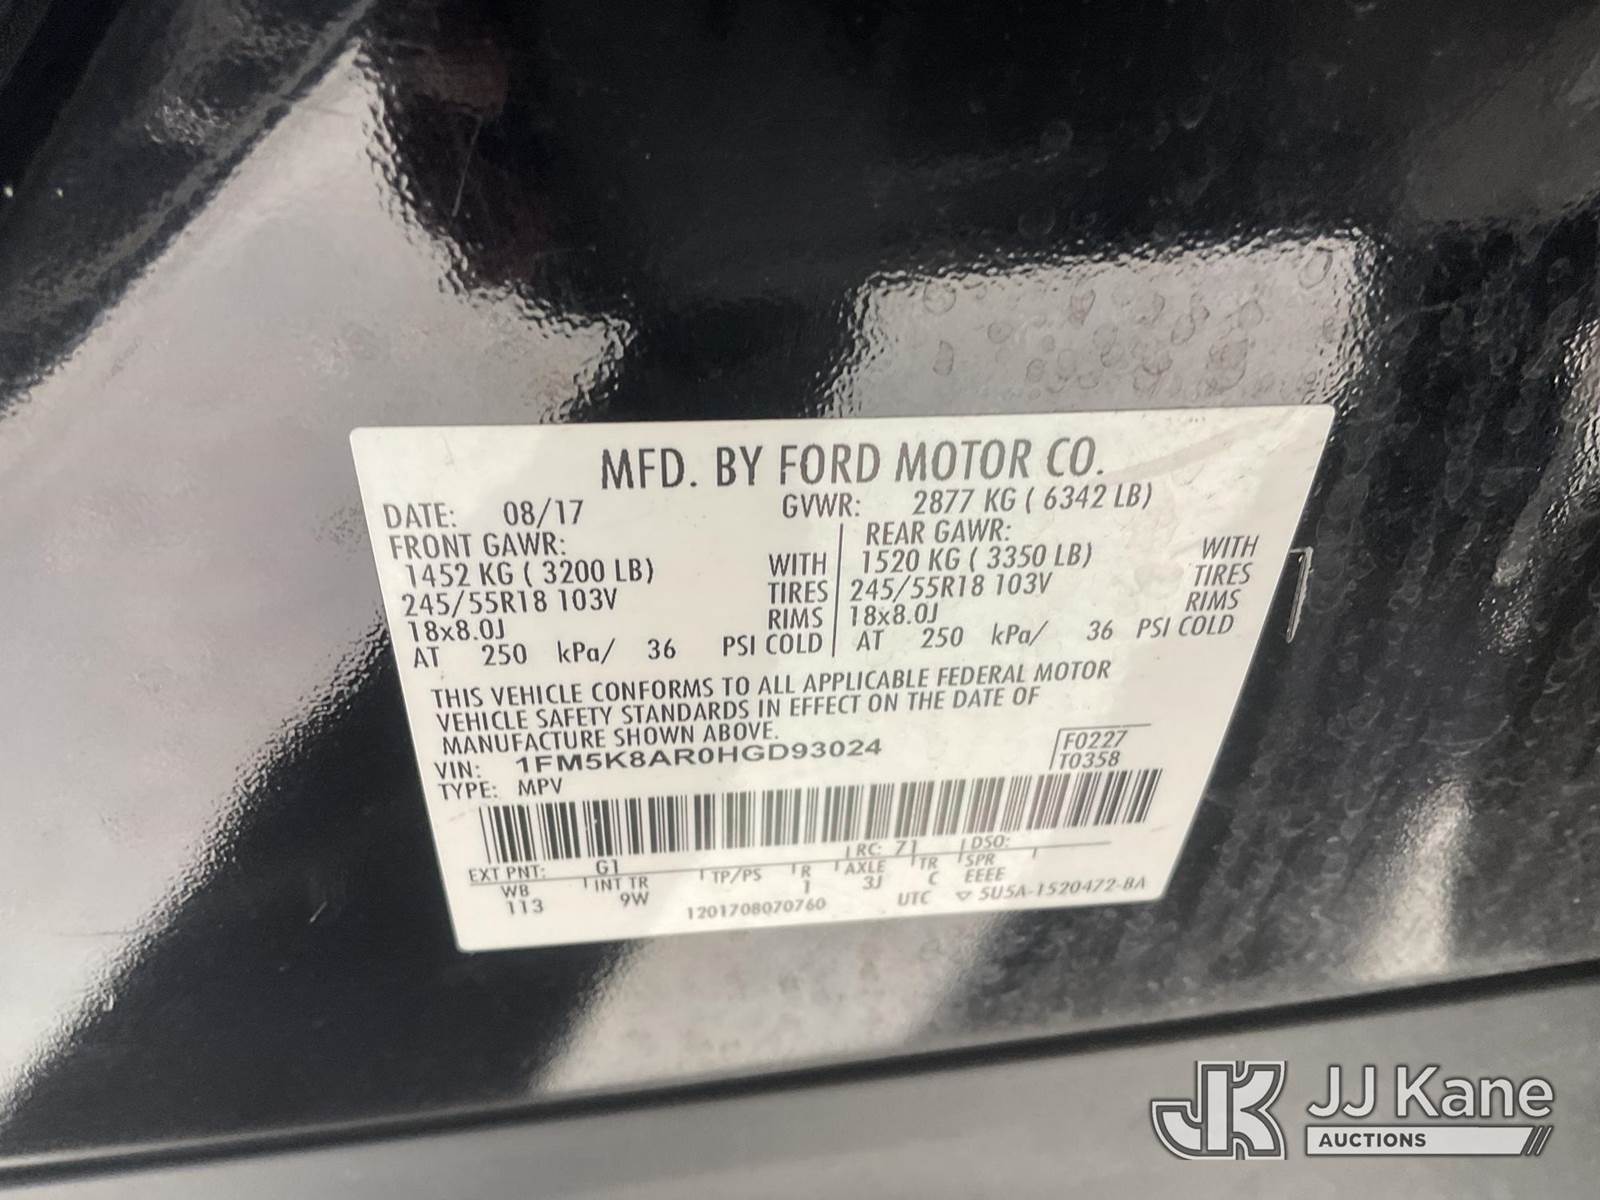 MFD. BY FORD MOTOR CO.
DATE: 08/17 GVWR: 2877 KG ( 6342 LB)
FRONT GAWR: REAR GAWR:
1452 KG ( 3200 LB) WITH 1520 KG ( 3350 LB) WITH
245/55R18 103V TIRES 245/55R18 103V TIRES
18x8.0J RIMS 18x8.0J RIMS
AT 250 kPa/ 36 PSI COLD AT 250 kPa/ 36 PSI COLD
THIS VEHICLE CONFORMS TO ALL APPLICABLE FEDERAL MOTOR
VEHICLE SAFETY STANDARDS IN EFFECT ON THE DATE OF
MANUFACTURE SHOWN ABOVE.
VIN: 1FM5K8AR0HGD93024 F0227
TYPE: MPV T0358
EXT PNT: G1 RC: 71 DSO:
WB INT TR TP/PS R AXLE TR SPR
113 9W 1 3J C EEEE
1201708070760 UTC ▽ 5U5A-1520472-BA
JK JJ Kane
AUCTIONS